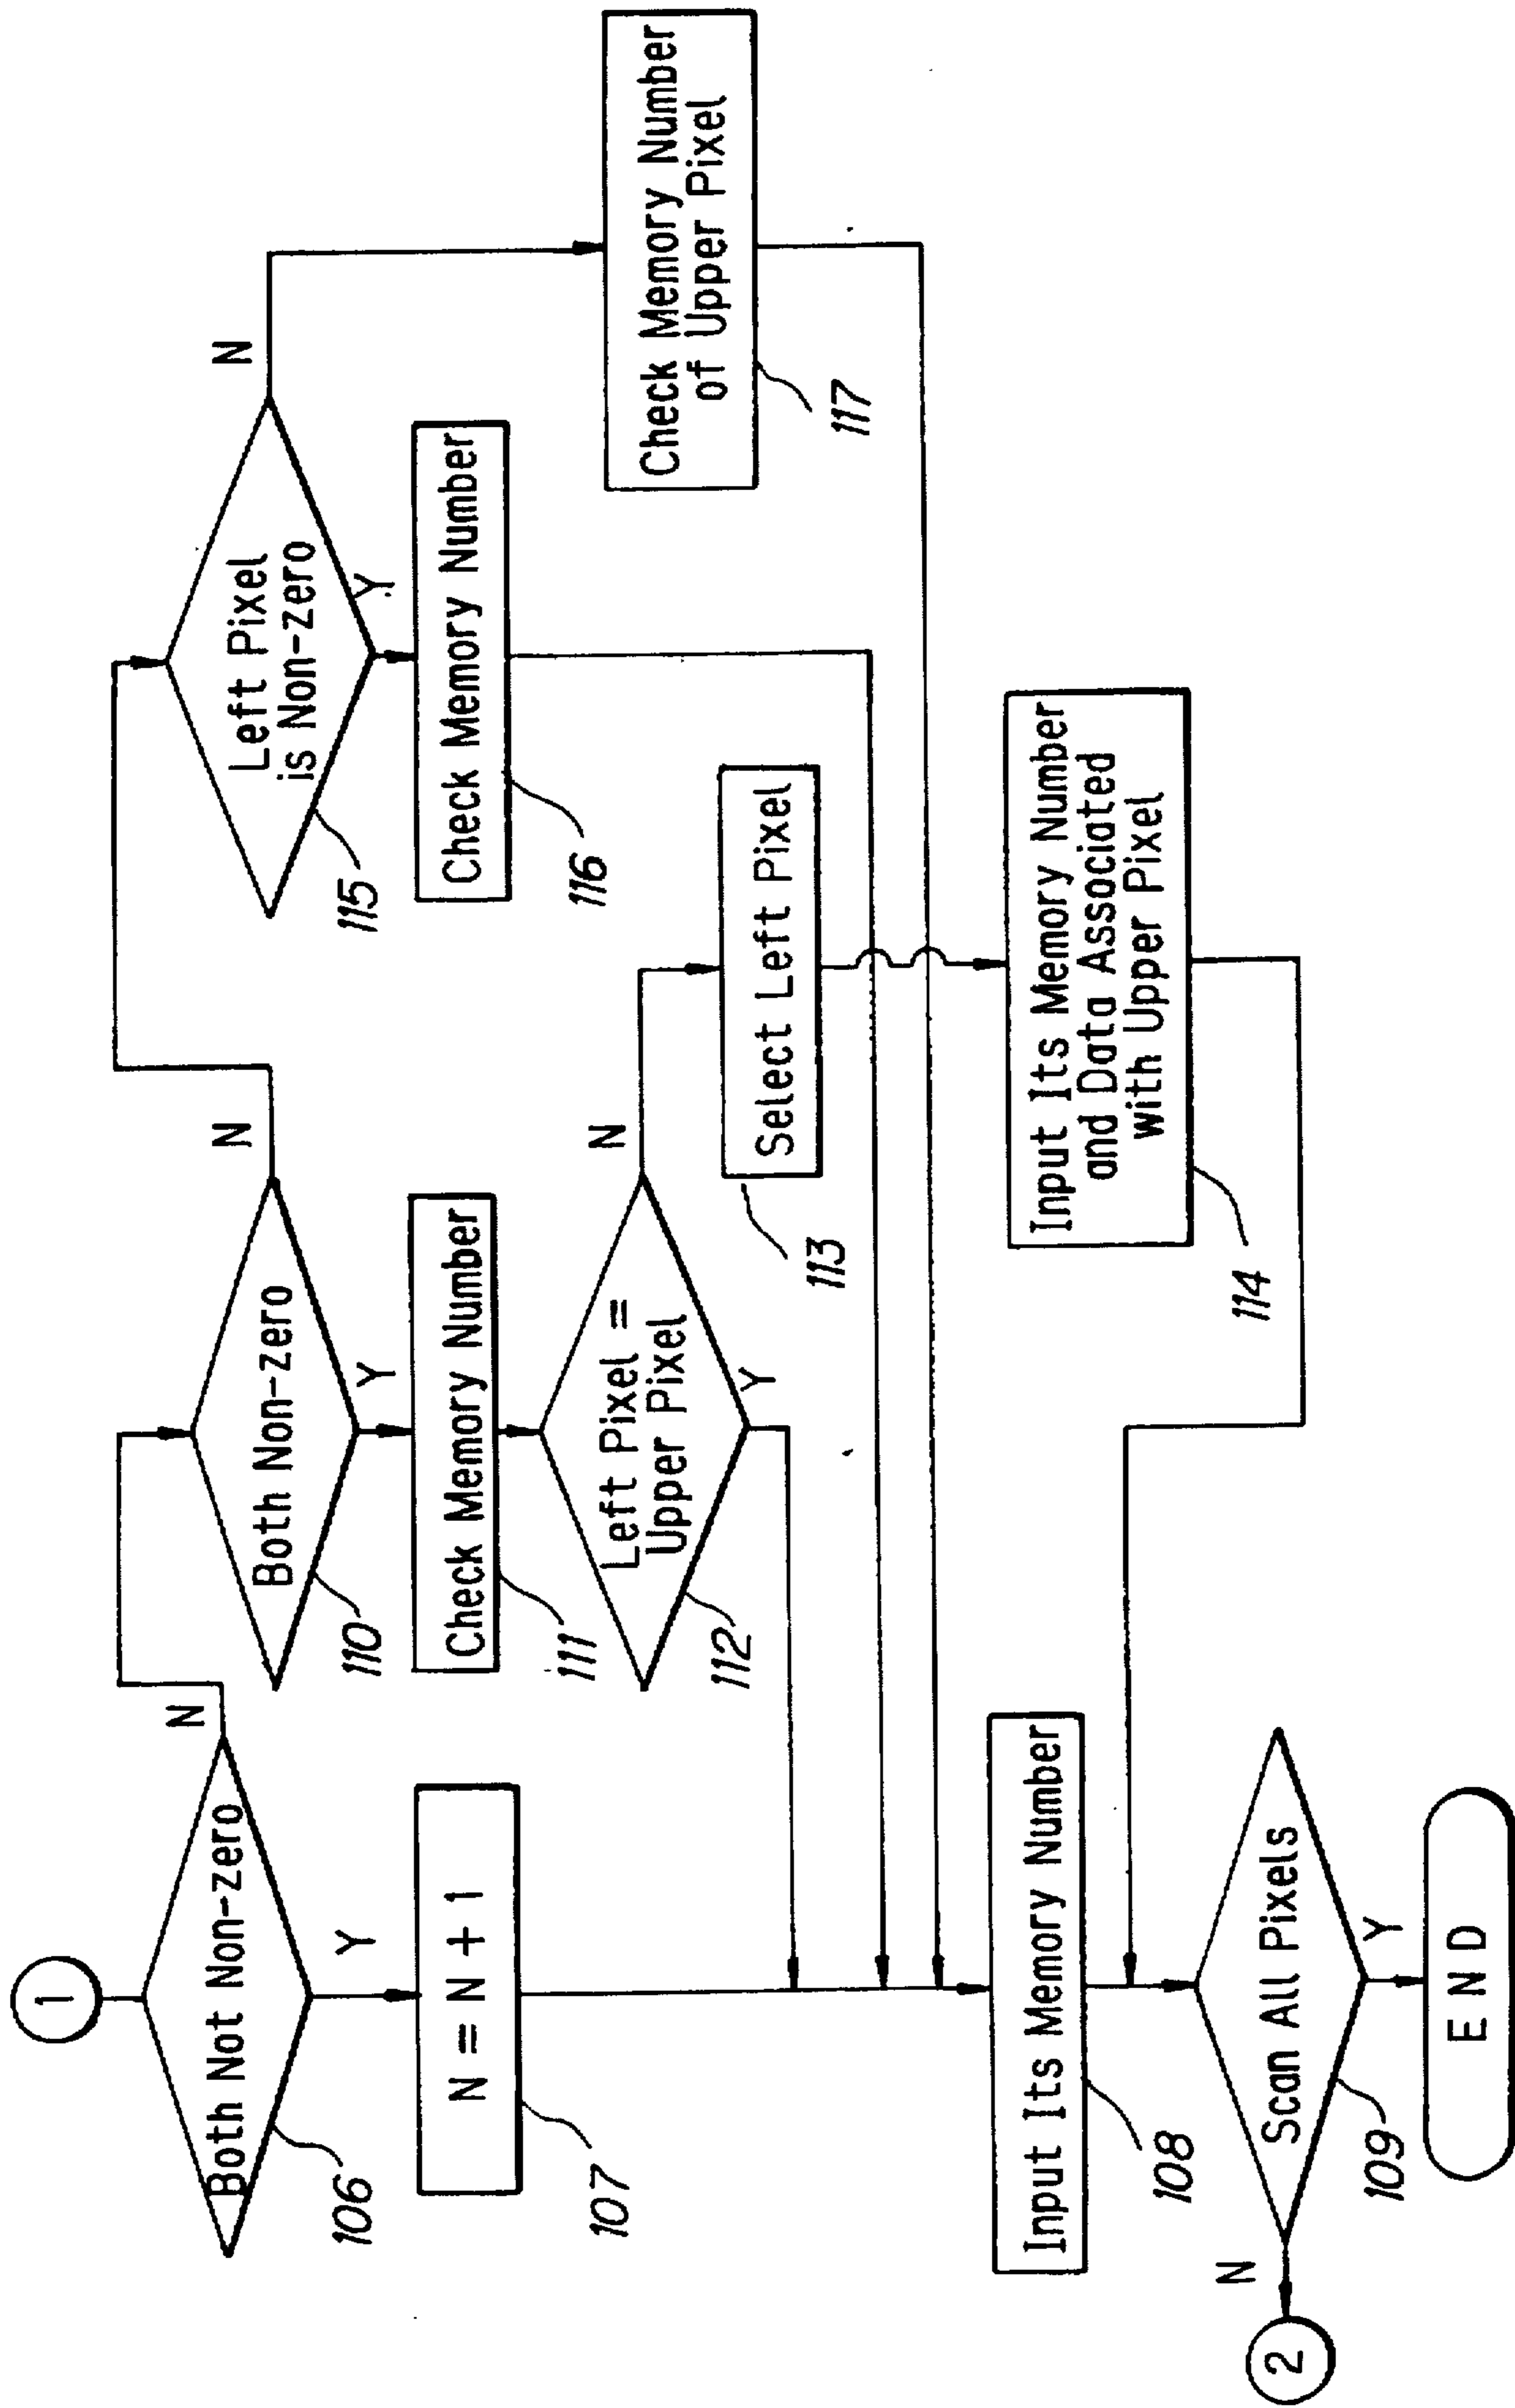 1
Both Not Non-zero
N
Y
106
N = N + 1
107
Both Non-zero
N
Y
110
Check Memory Number
111
Left Pixel =
Upper Pixel
N
Y
112
Select Left Pixel
113
Input Its Memory Number
and Data Associated
with Upper Pixel
114
Left Pixel
is Non-zero
N
Y
115
Check Memory Number
116
Check Memory Number
of Upper Pixel
117
Input Its Memory Number
108
Scan All Pixels
N
Y
109
2
END